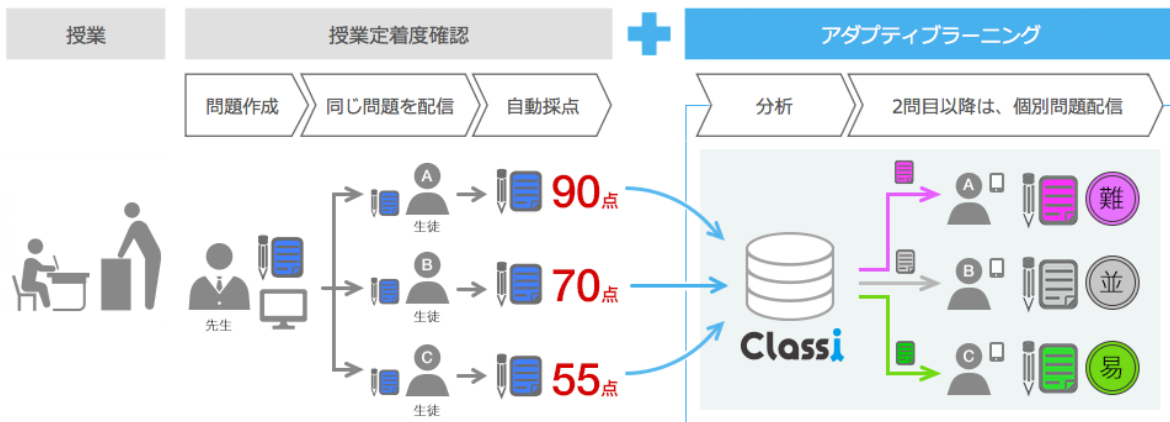 授業
授業定着度確認
アダプティブラーニング
問題作成
同じ問題を配信
自動採点
分析
2問目以降は、個別問題配信
A
生徒
90点
A
難
先生
B
生徒
70点
Classi
B
並
C
生徒
55点
C
易